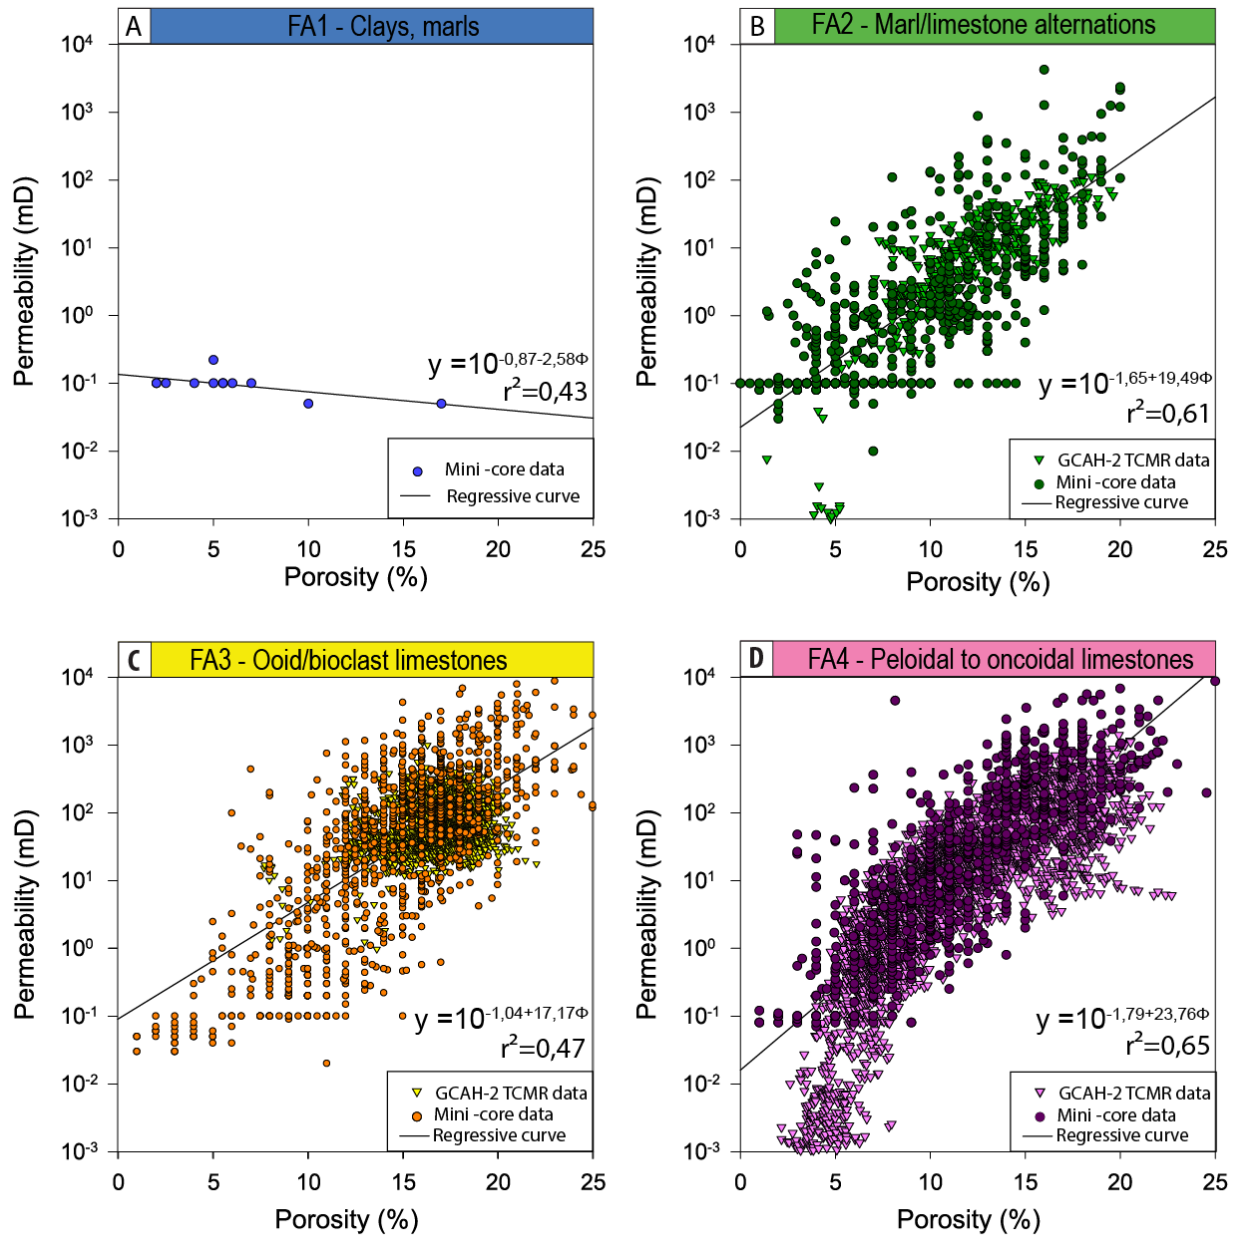 A FA1 - Clays, marls
10⁴
10³
10²
10¹
10⁰
10⁻¹
10⁻²
10⁻³
Permeability (mD)
y =10⁻⁰,⁸⁷⁻²,⁵⁸ᶲ
r²=0,43
Mini -core data
Regressive curve
0 5 10 15 20 25
Porosity (%)
B FA2 - Marl/limestone alternations
10⁴
10³
10²
10¹
10⁰
10⁻¹
10⁻²
10⁻³
Permeability (mD)
y =10⁻¹,⁶⁵⁺¹⁹,⁴⁹ᶲ
r²=0,61
GCAH-2 TCMR data
Mini -core data
Regressive curve
0 5 10 15 20 25
Porosity (%)
C FA3 - Ooid/bioclast limestones
10⁴
10³
10²
10¹
10⁰
10⁻¹
10⁻²
10⁻³
Permeability (mD)
y =10⁻¹,⁰⁴⁺¹⁷,¹⁷ᶲ
r²=0,47
GCAH-2 TCMR data
Mini -core data
Regressive curve
0 5 10 15 20 25
Porosity (%)
D FA4 - Peloidal to oncoidal limestones
10⁴
10³
10²
10¹
10⁰
10⁻¹
10⁻²
10⁻³
Permeability (mD)
y =10⁻¹,⁷⁹⁺²³,⁷⁶ᶲ
r²=0,65
GCAH-2 TCMR data
Mini -core data
Regressive curve
0 5 10 15 20 25
Porosity (%)